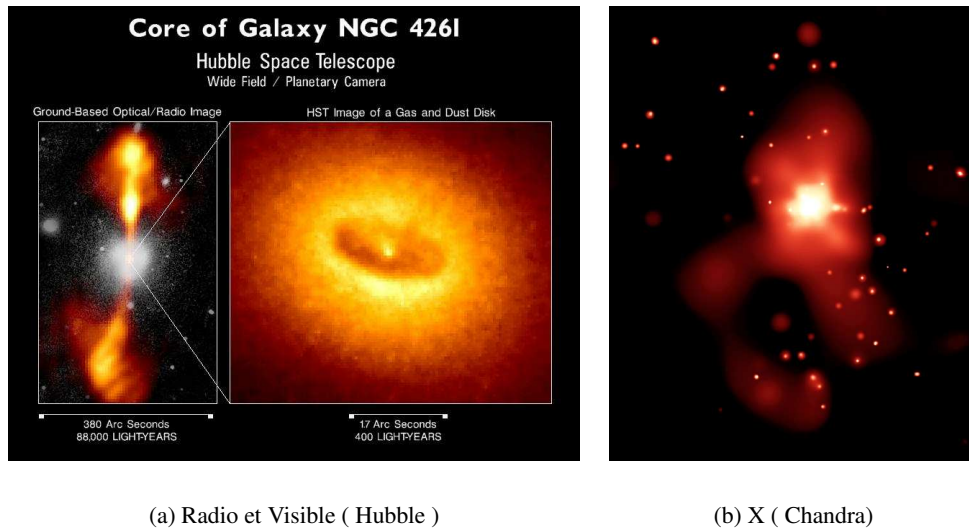 Core of Galaxy NGC 4261
Hubble Space Telescope
Wide Field / Planetary Camera
Ground-Based Optical/Radio Image
HST Image of a Gas and Dust Disk
380 Arc Seconds
88,000 LIGHT-YEARS
17 Arc Seconds
400 LIGHT-YEARS
(a) Radio et Visible ( Hubble )
(b) X ( Chandra)